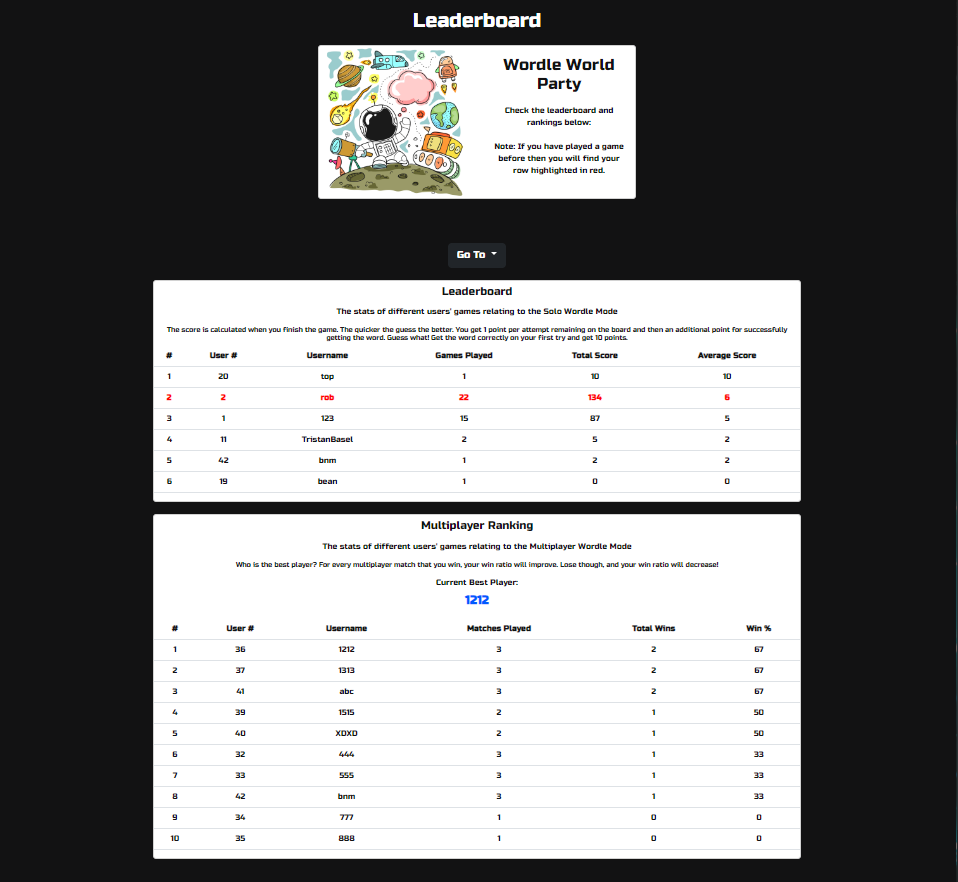 Leaderboard
Wordle World
Party
Check the leaderboard and
rankings below:
Note: If you have played a game
before then you will find your
row highlighted in red.
Go To
Leaderboard
The stats of different users' games relating to the Solo Wordle Mode
The score is calculated when you finish the game. The quicker the guess the better. You get 1 point per attempt remaining on the board and then an additional point for successfully
getting the word. Guess what! Get the word correctly on your first try and get 10 points.
# User # Username Games Played Total Score Average Score
1 20 top 1 10 10
2 2 rob 22 134 6
3 1 123 15 87 5
4 11 TristanBasel 2 5 2
5 42 bnm 1 2 2
6 19 bean 1 0 0
Multiplayer Ranking
The stats of different users' games relating to the Multiplayer Wordle Mode
Who is the best player? For every multiplayer match that you win, your win ratio will improve. Lose though, and your win ratio will decrease!
Current Best Player:
1212
# User # Username Matches Played Total Wins Win %
1 36 1212 3 2 67
2 37 1313 3 2 67
3 41 abc 3 2 67
4 39 1515 2 1 50
5 40 XDXD 2 1 50
6 32 444 3 1 33
7 33 555 3 1 33
8 42 bnm 3 1 33
9 34 777 1 0 0
10 35 888 1 0 0